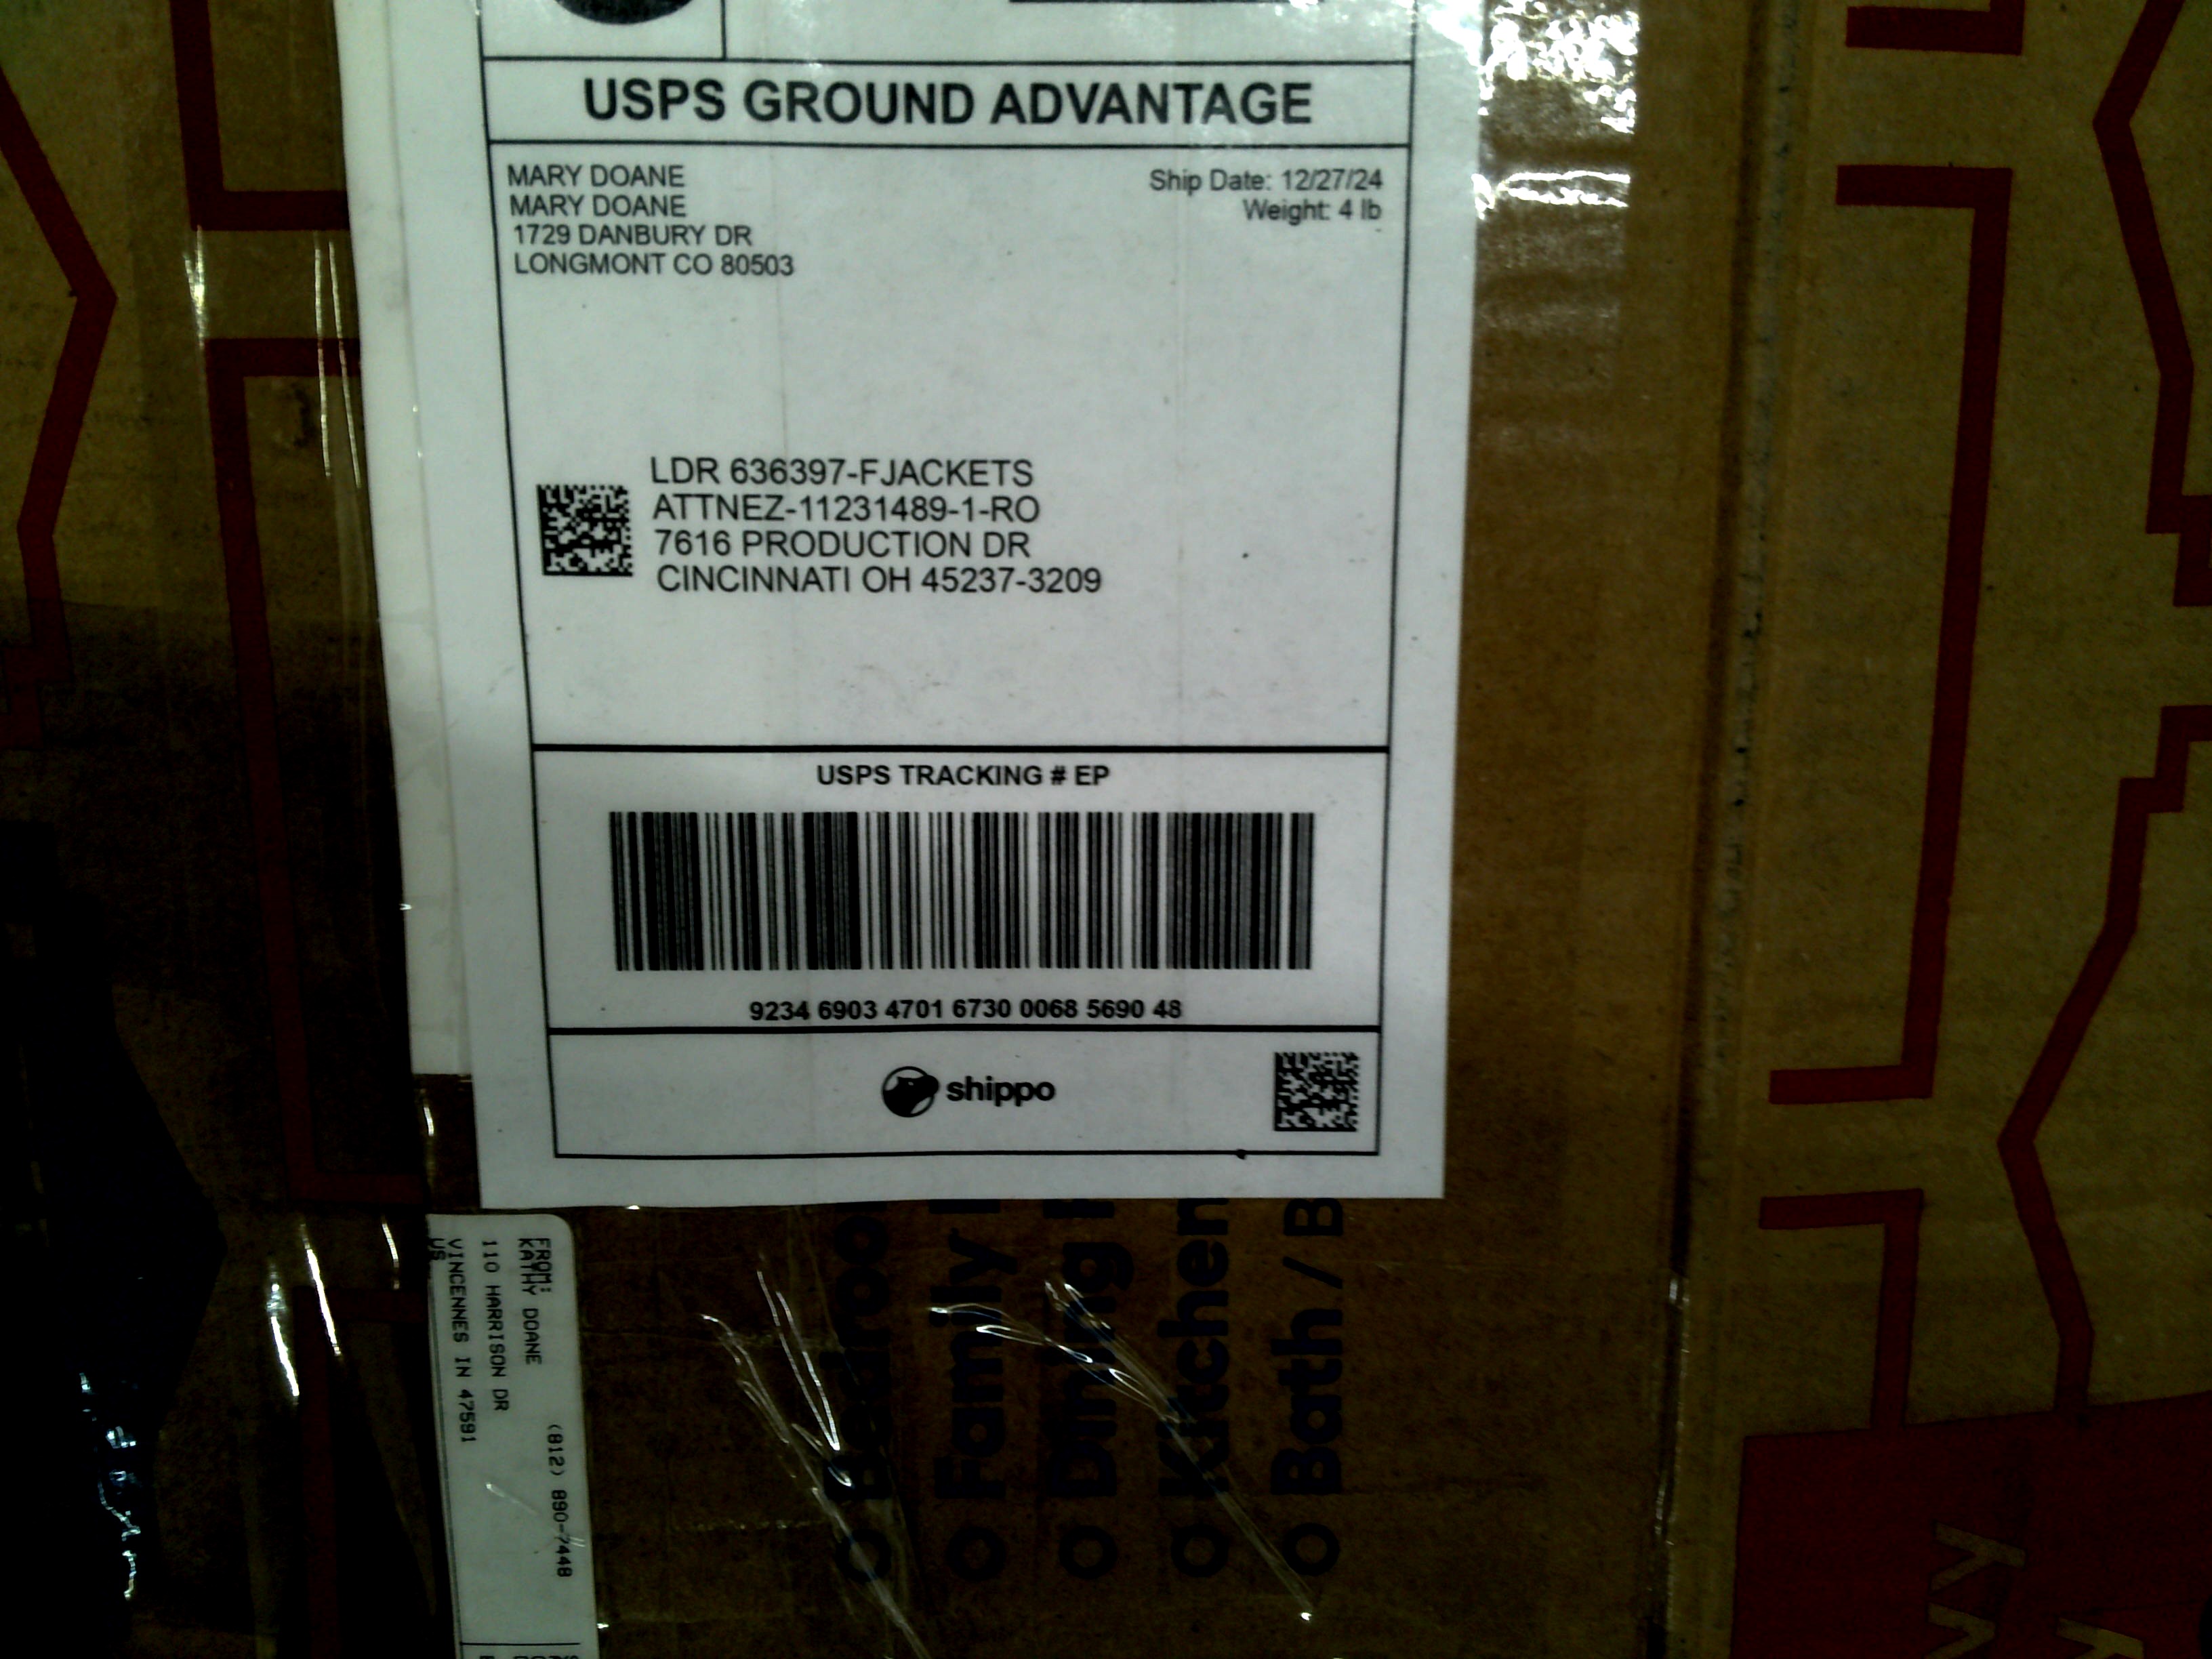 USPS GROUND ADVANTAGE
MARY DOANE
MARY DOANE
1729 DANBURY DR
LONGMONT CO 80503
Ship Date: 12/27/24
Weight: 4 lb
LDR 636397-FJACKETS
ATTNEZ-11231489-1-RO
7616 PRODUCTION DR
CINCINNATI OH 45237-3209
USPS TRACKING # EP
9234 6903 4701 6730 0068 5690 48
shippo
FROM:
KATHY DOANE
(812) 890-7448
110 HARRISON DR
VINCENNES IN 47591
US
Bedroo
Family
Dining
Kitchen
Bath / B